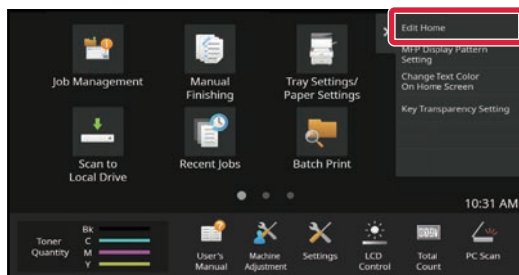 Edit Home
MFP Display Pattern
Setting
Change Text Color
On Home Screen
Key Transparency Setting
Job Management
Manual
Finishing
Tray Settings/
Paper Settings
Scan to
Local Drive
Recent Jobs
Batch Print
10:31 AM
Toner
Quantity
Bk
C
M
Y
User's
Manual
Machine
Adjustment
Settings
LCD
Control
Total
Count
PC Scan